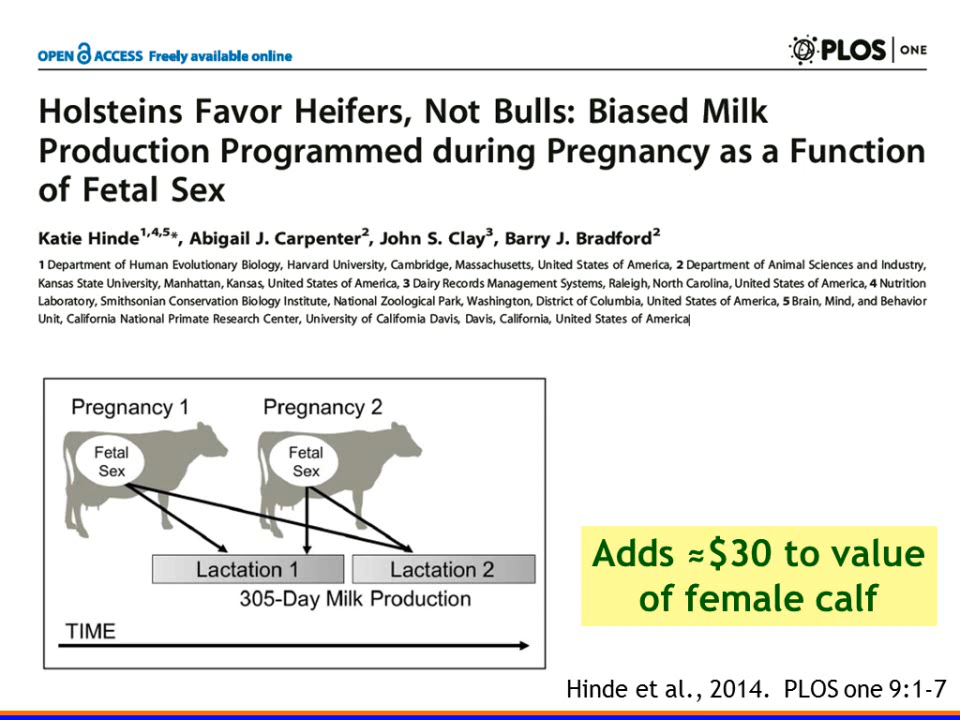 OPEN ACCESS Freely available online
PLOS | ONE
Holsteins Favor Heifers, Not Bulls: Biased Milk
Production Programmed during Pregnancy as a Function
of Fetal Sex
Katie Hinde1,4,5*, Abigail J. Carpenter2, John S. Clay3, Barry J. Bradford2
1 Department of Human Evolutionary Biology, Harvard University, Cambridge, Massachusetts, United States of America, 2 Department of Animal Sciences and Industry,
Kansas State University, Manhattan, Kansas, United States of America, 3 Dairy Records Management Systems, Raleigh, North Carolina, United States of America, 4 Nutrition
Laboratory, Smithsonian Conservation Biology Institute, National Zoological Park, Washington, District of Columbia, United States of America, 5 Brain, Mind, and Behavior
Unit, California National Primate Research Center, University of California Davis, Davis, California, United States of America
Pregnancy 1
Pregnancy 2
Fetal
Sex
Fetal
Sex
Lactation 1
Lactation 2
305-Day Milk Production
TIME
Adds ≈$30 to value
of female calf
Hinde et al., 2014. PLOS one 9:1-7